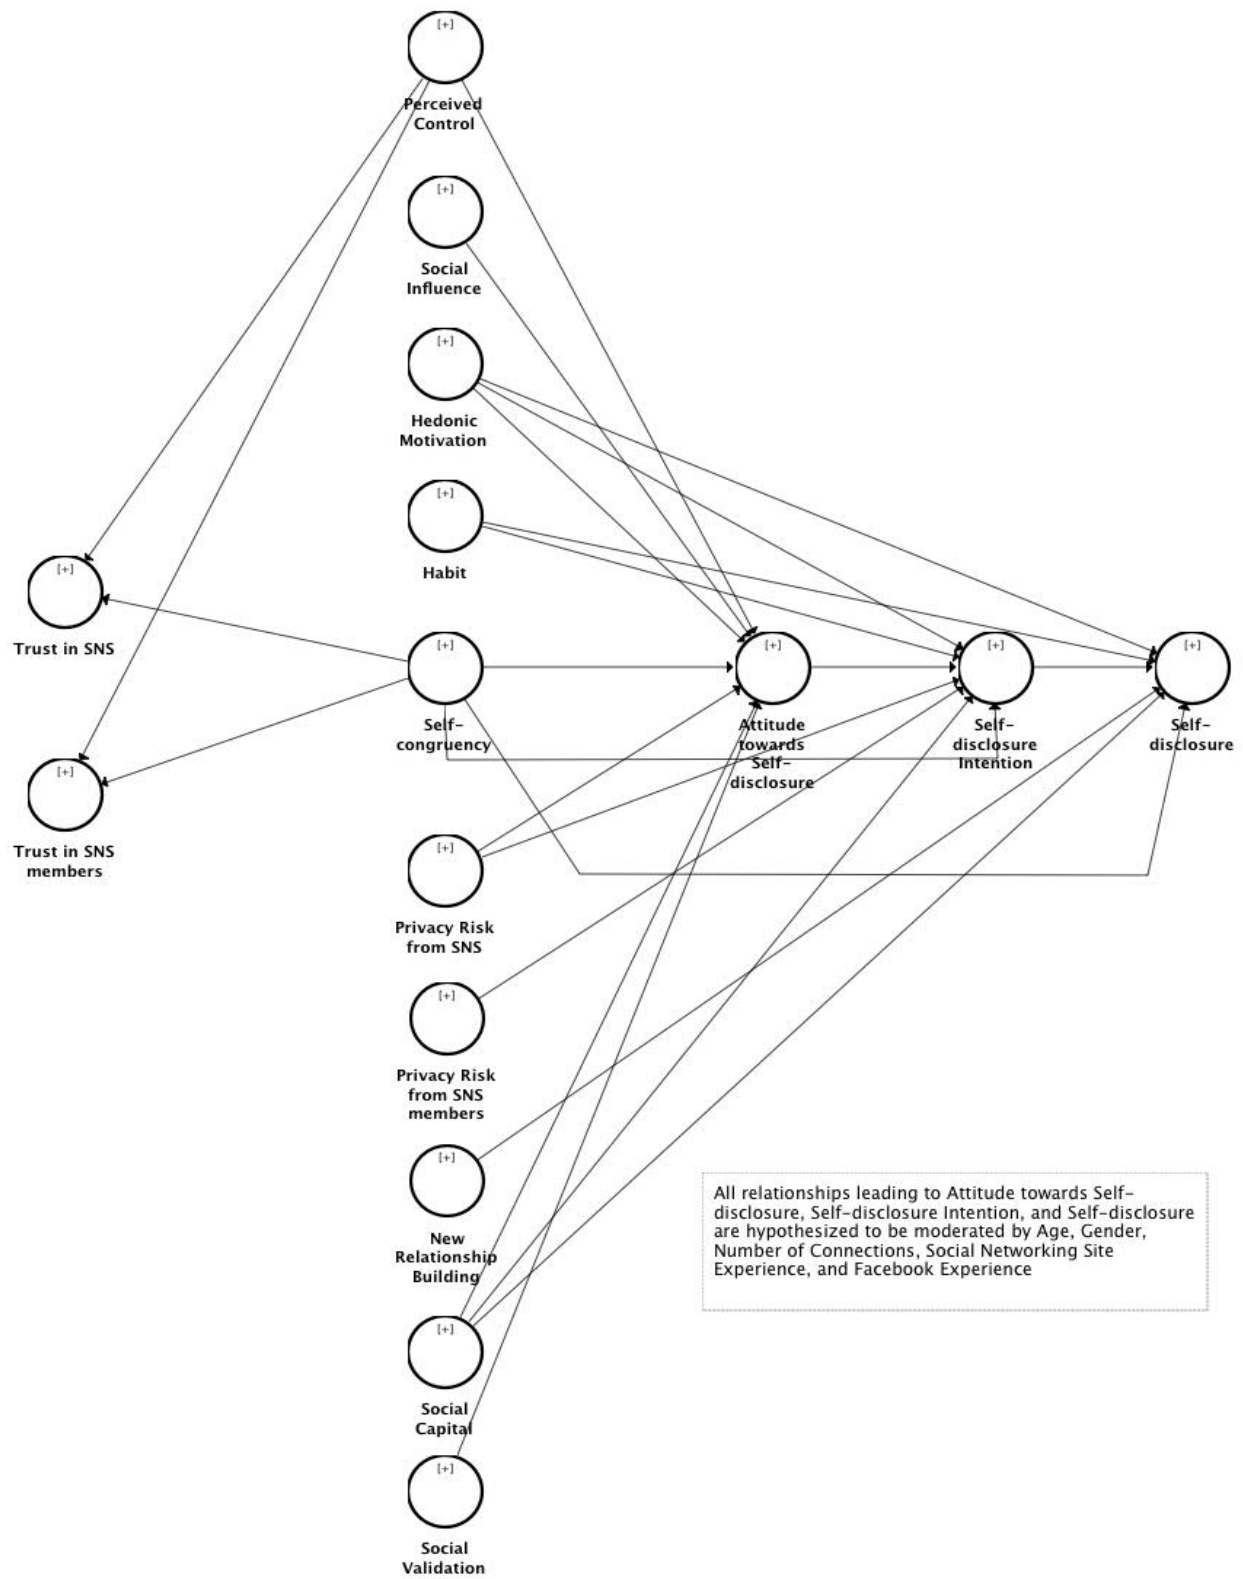 [+]
Perceived
Control
[+]
Social
Influence
[+]
Hedonic
Motivation
[+]
Habit
[+]
Trust in SNS
[+]
Self-
congruency
[+]
Attitude
towards
Self-
disclosure
[+]
Self-
disclosure
Intention
[+]
Self-
disclosure
[+]
Trust in SNS
members
[+]
Privacy Risk
from SNS
[+]
Privacy Risk
from SNS
members
[+]
New
Relationship
Building
All relationships leading to Attitude towards Self-
disclosure, Self-disclosure Intention, and Self-disclosure
are hypothesized to be moderated by Age, Gender,
Number of Connections, Social Networking Site
Experience, and Facebook Experience
[+]
Social
Capital
[+]
Social
Validation